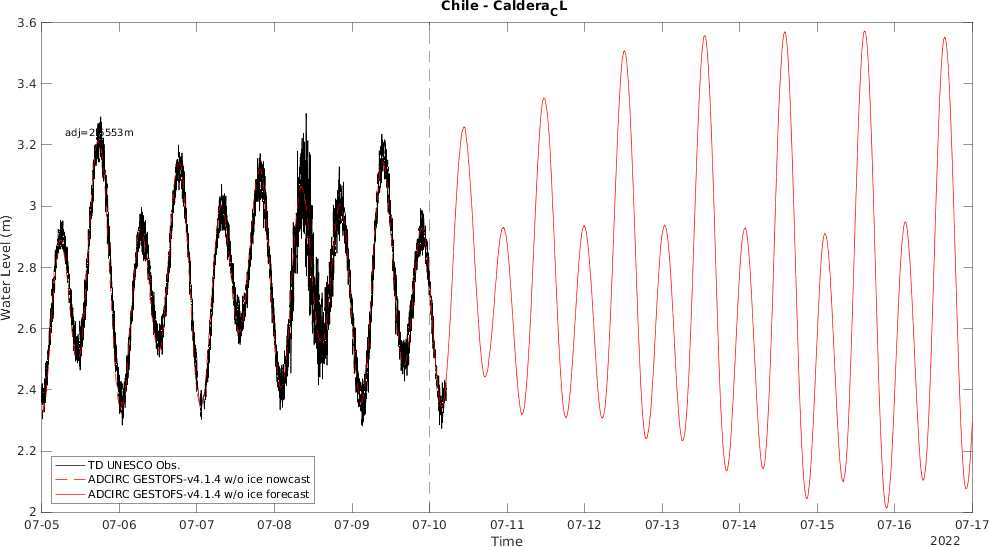 Chile - Caldera_CL
Water Level (m)
3.6
3.4
3.2
3
2.8
2.6
2.4
2.2
2
TD UNESCO Obs.
ADCIRC GESTOFS-v4.1.4 w/o ice nowcast
ADCIRC GESTOFS-v4.1.4 w/o ice forecast
07-05 07-06 07-07 07-08 07-09 07-10 07-11 07-12 07-13 07-14 07-15 07-16 07-17
Time
2022